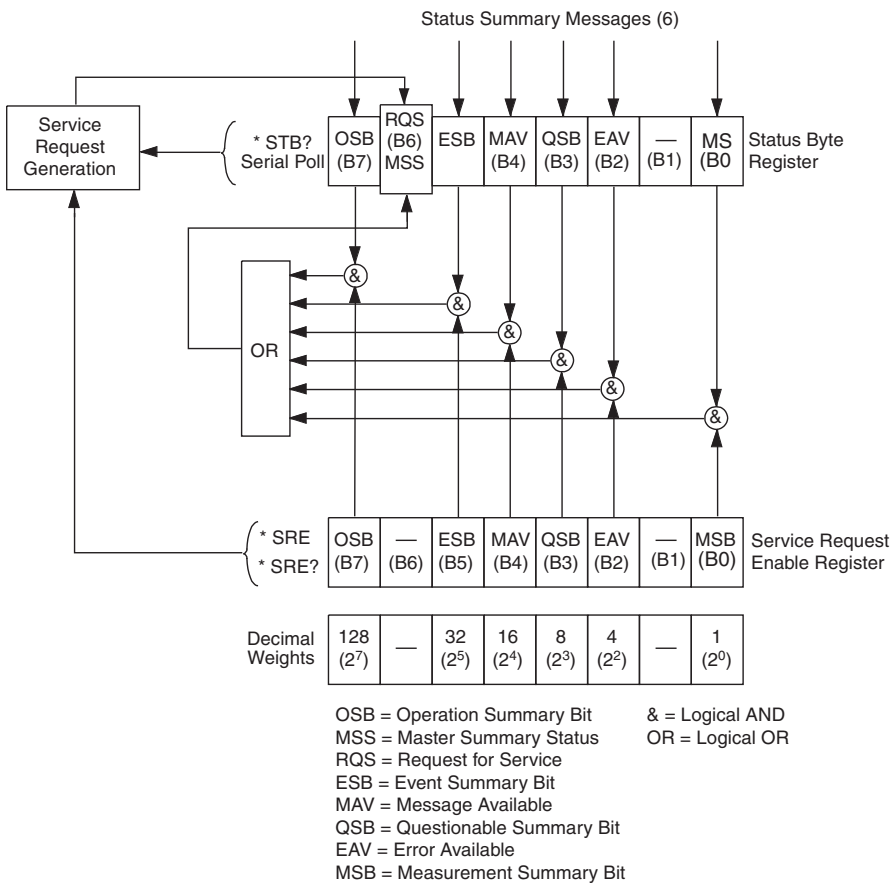 Status Summary Messages (6)
Service
Request
Generation
* STB?
Serial Poll
OSB
(B7)
RQS
(B6)
MSS
ESB
MAV
(B4)
QSB
(B3)
EAV
(B2)
—
(B1)
MS
(B0
Status Byte
Register
&
&
&
&
&
&
OR
* SRE
* SRE?
OSB
(B7)
—
(B6)
ESB
(B5)
MAV
(B4)
QSB
(B3)
EAV
(B2)
—
(B1)
MSB
(B0)
Service Request
Enable Register
Decimal
Weights
128
(2⁷)
—
32
(2⁵)
16
(2⁴)
8
(2³)
4
(2²)
—
1
(2⁰)
OSB = Operation Summary Bit
MSS = Master Summary Status
RQS = Request for Service
ESB = Event Summary Bit
MAV = Message Available
QSB = Questionable Summary Bit
EAV = Error Available
MSB = Measurement Summary Bit
& = Logical AND
OR = Logical OR